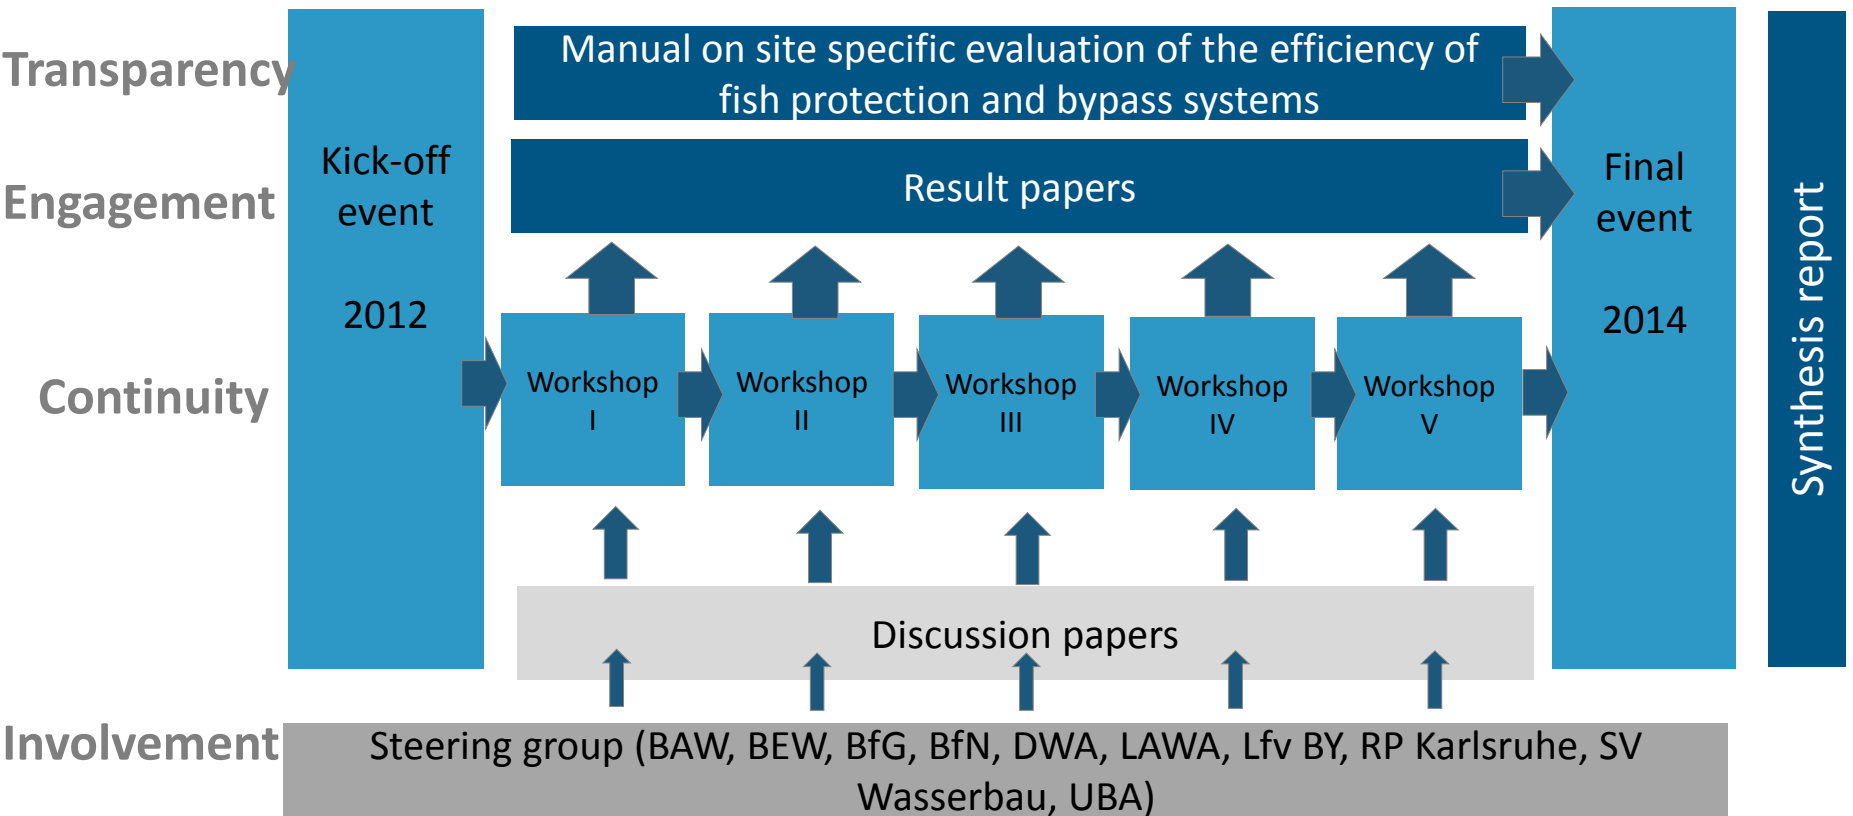 Transparency
Engagement
Continuity
Involvement
Kick-off
event
2012
Manual on site specific evaluation of the efficiency of
fish protection and bypass systems
Result papers
Workshop
I
Workshop
II
Workshop
III
Workshop
IV
Workshop
V
Discussion papers
Steering group (BAW, BEW, BfG, BfN, DWA, LAWA, Lfv BY, RP Karlsruhe, SV
Wasserbau, UBA)
Final
event
2014
Synthesis report